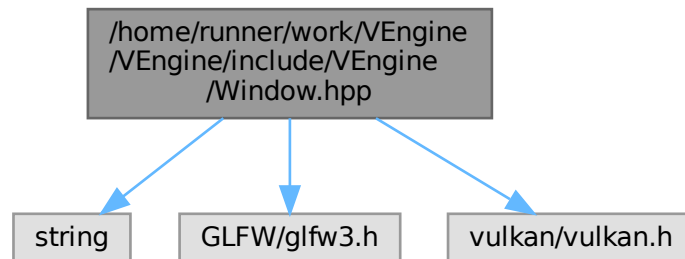 /home/runner/work/VEngine
/VEngine/include/VEngine
/Window.hpp
string
GLFW/glfw3.h
vulkan/vulkan.h